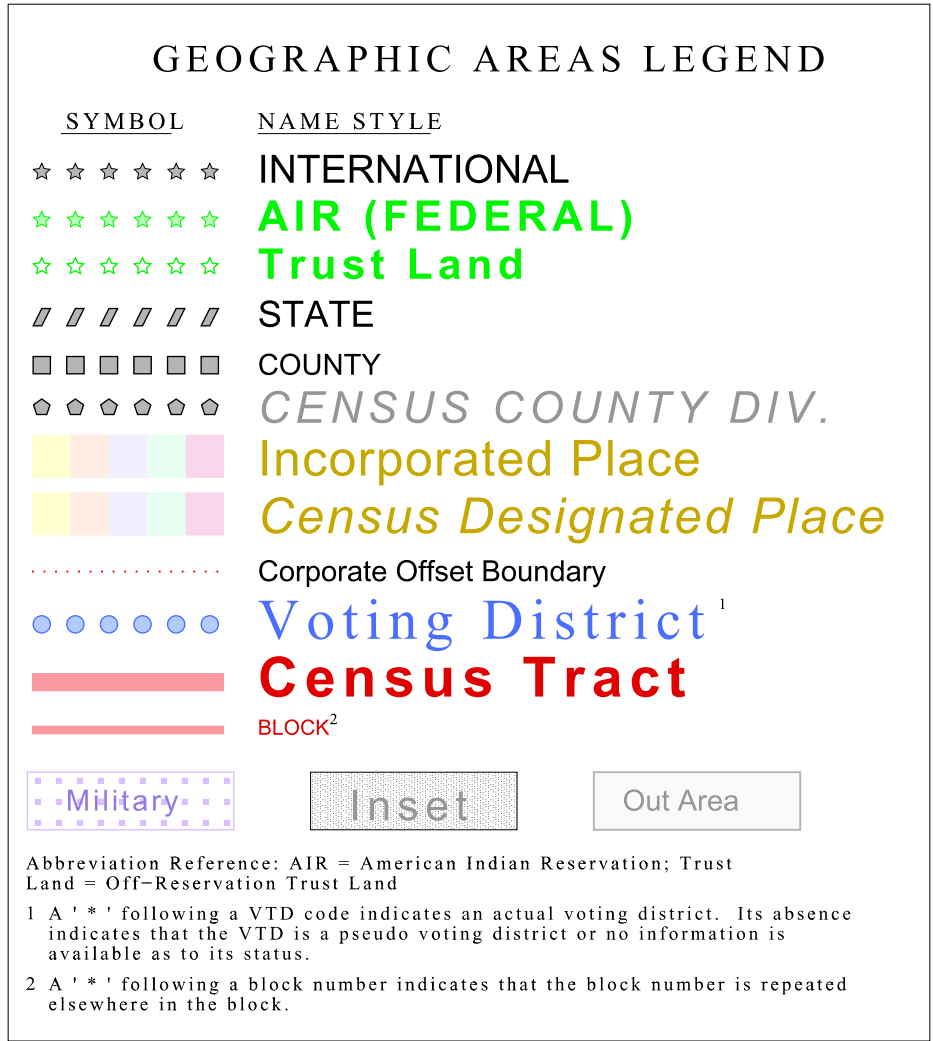 GEOGRAPHIC AREAS LEGEND
SYMBOL NAME STYLE
INTERNATIONAL
AIR (FEDERAL)
Trust Land
STATE
COUNTY
CENSUS COUNTY DIV.
Incorporated Place
Census Designated Place
Corporate Offset Boundary
Voting District 1
Census Tract
BLOCK2
Military Inset Out Area
Abbreviation Reference: AIR = American Indian Reservation; Trust
Land = Off−Reservation Trust Land
1 A ' * ' following a VTD code indicates an actual voting district. Its absence
indicates that the VTD is a pseudo voting district or no information is
available as to its status.
2 A ' * ' following a block number indicates that the block number is repeated
elsewhere in the block.